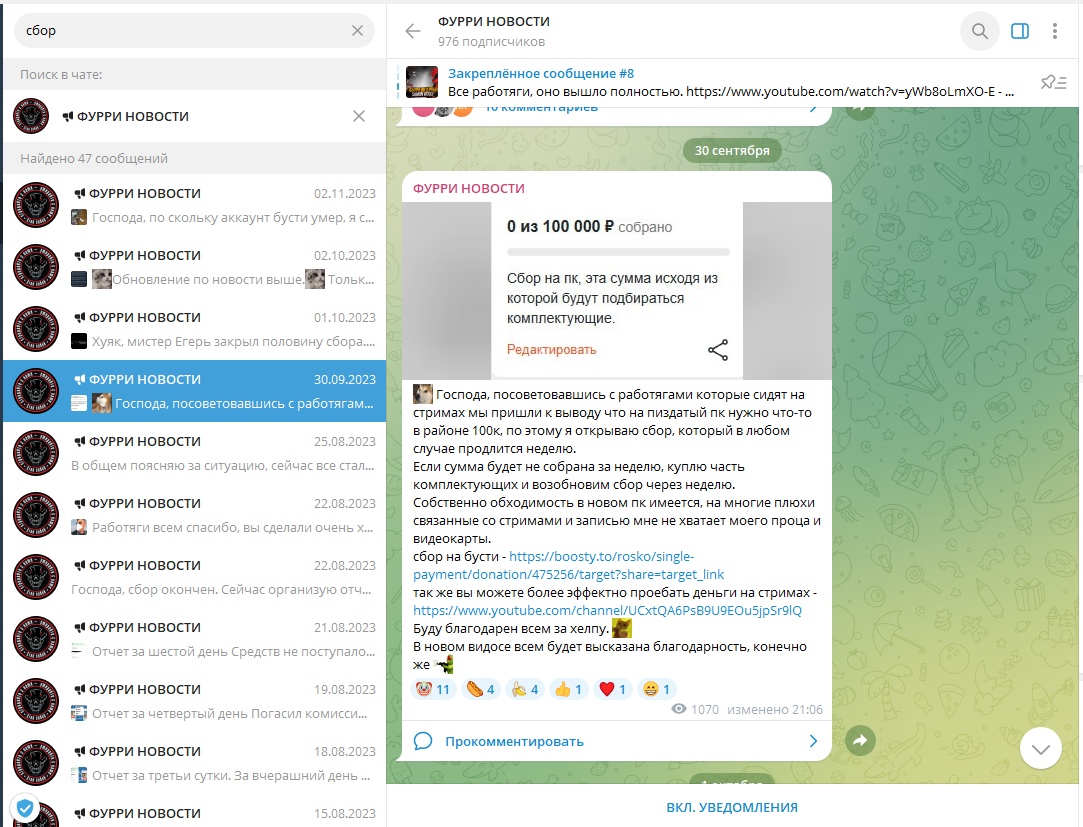 сбор
Поиск в чате:
ФУРРИ НОВОСТИ
Найдено 47 сообщений
ФУРРИ НОВОСТИ 02.11.2023
Господа, по скольку аккаунт бусти умер, я с...
ФУРРИ НОВОСТИ 02.10.2023
Обновление по новости выше. Тольк...
ФУРРИ НОВОСТИ 01.10.2023
Хуяк, мистер Егерь закрыл половину сбора....
ФУРРИ НОВОСТИ 30.09.2023
Господа, посоветовавшись с работягам...
ФУРРИ НОВОСТИ 25.08.2023
В общем поясняю за ситуацию, сейчас все стал...
ФУРРИ НОВОСТИ 22.08.2023
Работяги всем спасибо, вы сделали очень х...
ФУРРИ НОВОСТИ 22.08.2023
Господа, сбор окончен. Сейчас организую отч...
ФУРРИ НОВОСТИ 21.08.2023
Отчет за шестой день Средств не поступало...
ФУРРИ НОВОСТИ 19.08.2023
Отчет за четвертый день Погасил комисси...
ФУРРИ НОВОСТИ 18.08.2023
Отчет за третьи сутки. За вчерашний день ...
ФУРРИ НОВОСТИ 15.08.2023
ФУРРИ НОВОСТИ
976 подписчиков
Закреплённое сообщение #8
Все работяги, оно вышло полностью. https://www.youtube.com/watch?v=yWb8oLmXO-E - ...
10 комментариев
30 сентября
ФУРРИ НОВОСТИ
0 из 100 000 ₽ собрано
Сбор на пк, эта сумма исходя из
которой будут подбираться
комплектующие.
Редактировать
Господа, посоветовавшись с работягами которые сидят на
стримах мы пришли к выводу что на пиздатый пк нужно что-то
в районе 100к, по этому я открываю сбор, который в любом
случае продлится неделю.
Если сумма будет не собрана за неделю, куплю часть
комплектующих и возобновим сбор через неделю.
Собственно обходимость в новом пк имеется, на многие плюхи
связанные со стримами и записью мне не хватает моего проца и
видеокарты.
сбор на бусти - https://boosty.to/rosko/single-
payment/donation/475256/target?share=target_link
так же вы можете более эффектно проебать деньги на стримах -
https://www.youtube.com/channel/UCxtQA6PsB9U9EOu5jpSr9lQ
Буду благодарен всем за хелпу.
В новом видосе всем будет высказана благодарность, конечно
же
11 4 4 1 1 1
1070 изменено 21:06
Прокомментировать
1 октября
ВКЛ. УВЕДОМЛЕНИЯ